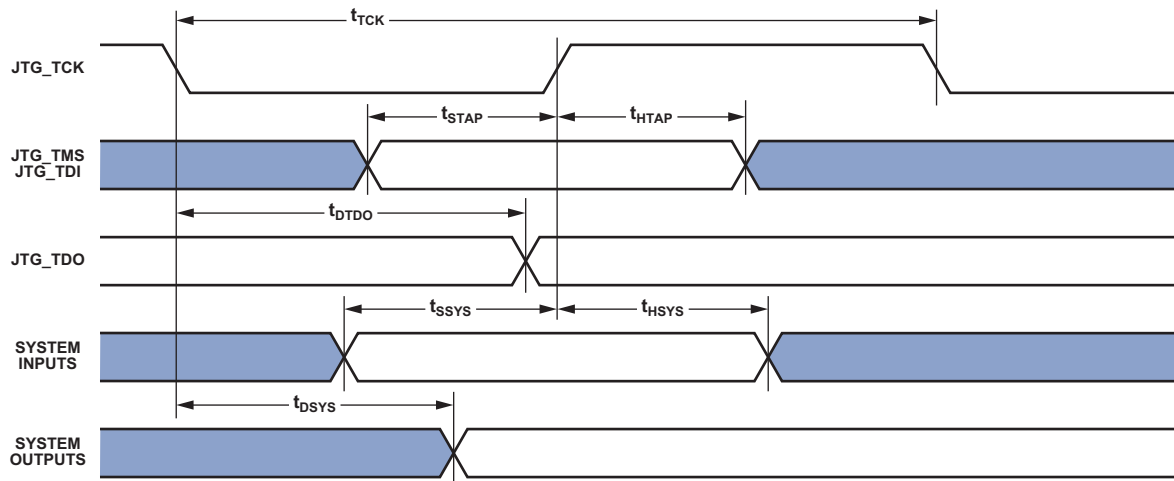 tTCK
JTG_TCK
tSTAP
tHTAP
JTG_TMS
JTG_TDI
tDTDO
JTG_TDO
tSSYS
tHSYS
SYSTEM
INPUTS
tDSYS
SYSTEM
OUTPUTS